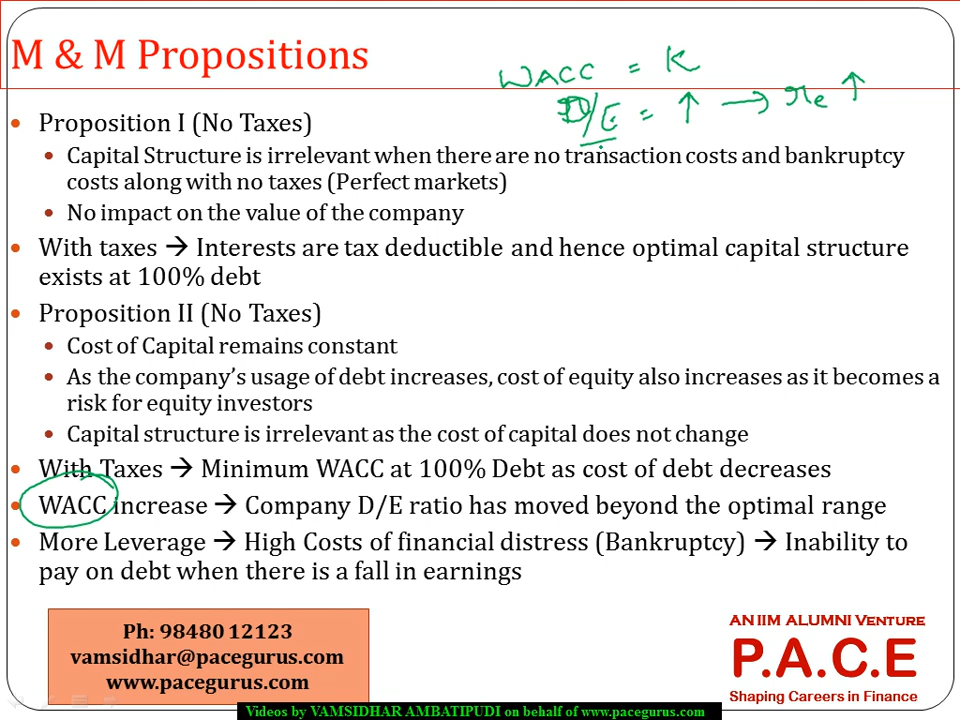 M & M Propositions
WACC = K
D/E = ↑ → re ↑
• Proposition I (No Taxes)
• Capital Structure is irrelevant when there are no transaction costs and bankruptcy
costs along with no taxes (Perfect markets)
• No impact on the value of the company
• With taxes → Interests are tax deductible and hence optimal capital structure
exists at 100% debt
• Proposition II (No Taxes)
• Cost of Capital remains constant
• As the company's usage of debt increases, cost of equity also increases as it becomes a
risk for equity investors
• Capital structure is irrelevant as the cost of capital does not change
• With Taxes → Minimum WACC at 100% Debt as cost of debt decreases
• WACC increase → Company D/E ratio has moved beyond the optimal range
• More Leverage → High Costs of financial distress (Bankruptcy) → Inability to
pay on debt when there is a fall in earnings
Ph: 98480 12123
vamsidhar@pacegurus.com
www.pacegurus.com
AN IIM ALUMNI VENTURE
P.A.C.E
Shaping Careers in Finance
Videos by VAMSIDHAR AMBATIPUDI on behalf of www.pacegurus.com